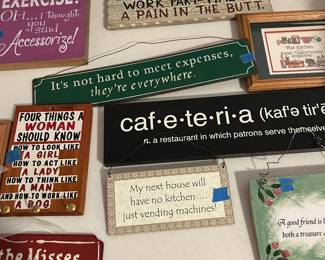 EXERCISE:
OH... I thought
you said
Accessorize!
A PAIN IN THE BUTT.
It's not hard to meet expenses,
they're everywhere.
The Kitchen
FOUR THINGS A
WOMAN
SHOULD KNOW
HOW TO LOOK LIKE
A GIRL
HOW TO ACT LIKE
A LADY
HOW TO THINK LIKE
A MAN
AND HOW TO WORK LIKE
A DOG
caf•e•te•ri•a (kaf'ə tir'ē
n. a restaurant in which patrons serve themselve
My next house will
have no kitchen....
just vending machines!
A good friend is l
both a treasure a
the Misses